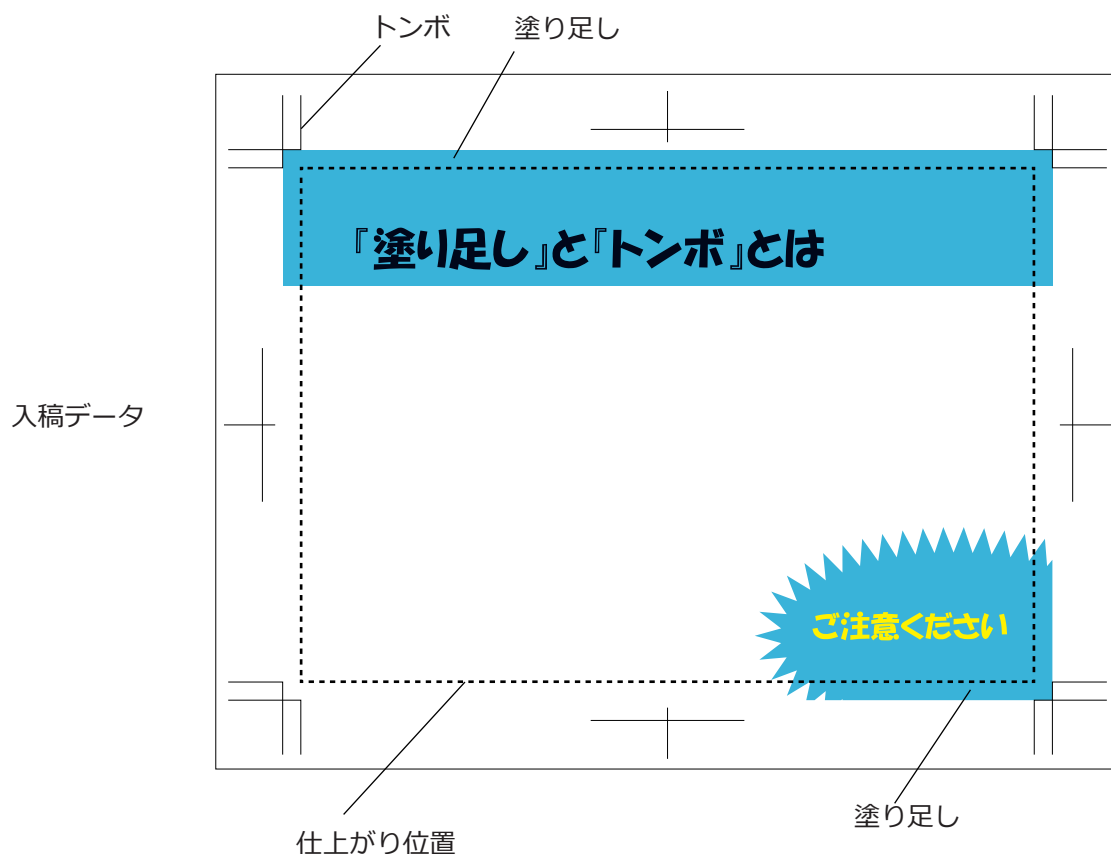 トンボ
塗り足し
『塗り足し』と『トンボ』とは
入稿データ
ご注意ください
塗り足し
仕上がり位置